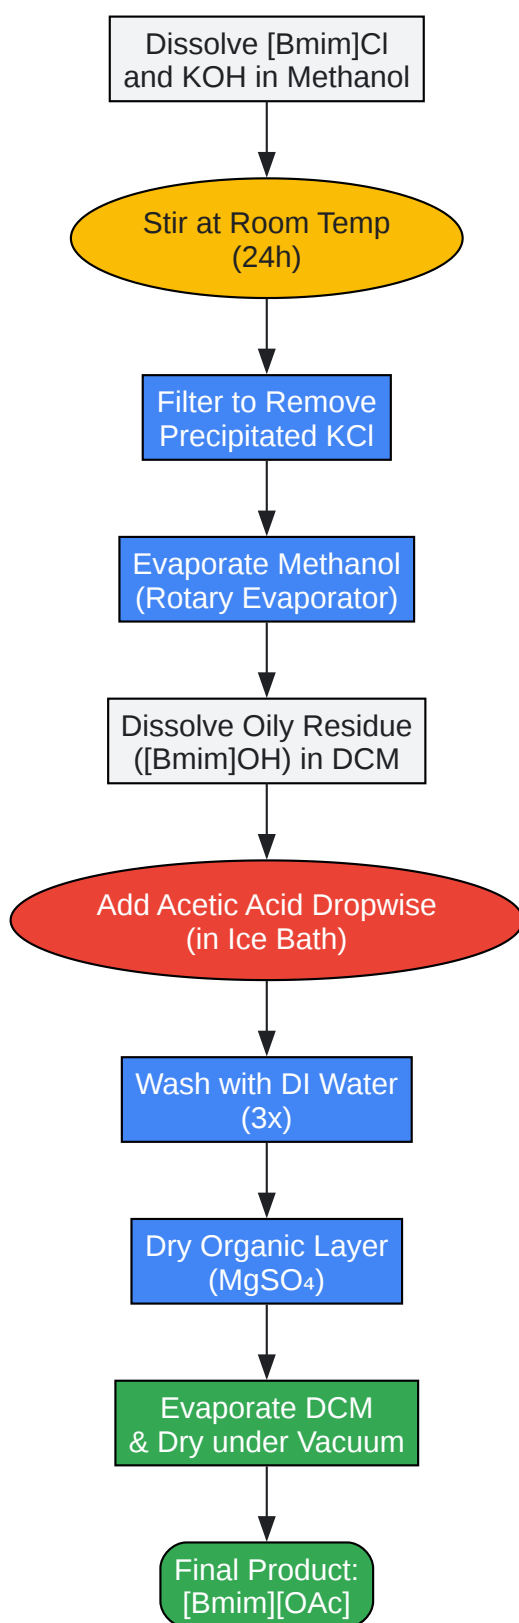 Dissolve [Bmim]Cl
and KOH in Methanol
Stir at Room Temp
(24h)
Filter to Remove
Precipitated KCl
Evaporate Methanol
(Rotary Evaporator)
Dissolve Oily Residue
([Bmim]OH) in DCM
Add Acetic Acid Dropwise
(in Ice Bath)
Wash with DI Water
(3x)
Dry Organic Layer
(MgSO₄)
Evaporate DCM
& Dry under Vacuum
Final Product:
[Bmim][OAc]